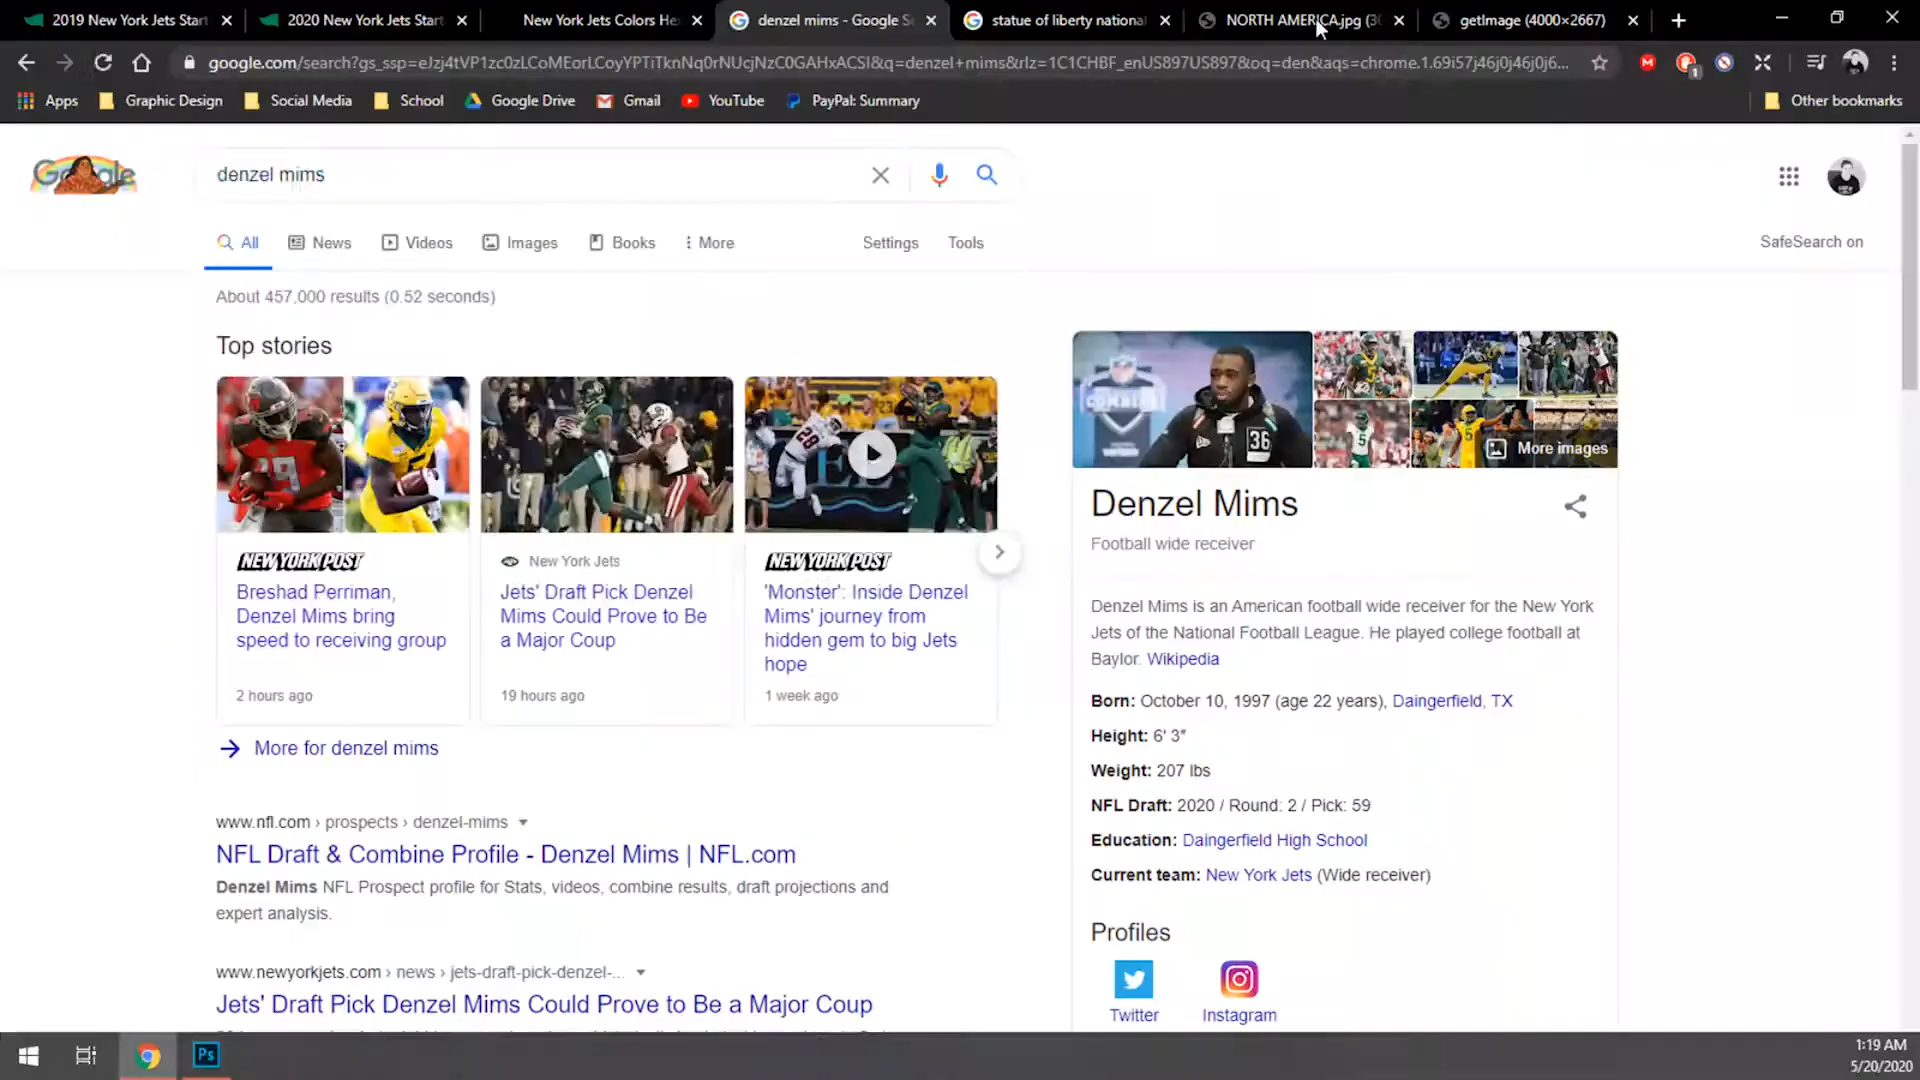 2019 New York Jets Start
2020 New York Jets Start
New York Jets Colors He
denzel mims - Google S
statue of liberty national
NORTH AMERICA.jpg (3
getImage (4000×2667)
google.com/search?gs_ssp=eJzj4tVP1zc0zLCoMEorLCoyYPTiTknNq0rNUcjNzC0GAHxACSI&q=denzel+mims&rlz=1C1CHBF_enUS897US897&oq=den&aqs=chrome.1.69i57j46j0j46j0j6...
Apps
Graphic Design
Social Media
School
Google Drive
Gmail
YouTube
PayPal: Summary
Other bookmarks
Google
denzel mims
All
News
Videos
Images
Books
More
Settings
Tools
SafeSearch on
About 457,000 results (0.52 seconds)
Top stories
NEW YORK POST
Breshad Perriman,
Denzel Mims bring
speed to receiving group
2 hours ago
New York Jets
Jets' Draft Pick Denzel
Mims Could Prove to Be
a Major Coup
19 hours ago
NEW YORK POST
'Monster': Inside Denzel
Mims' journey from
hidden gem to big Jets
hope
1 week ago
More for denzel mims
www.nfl.com › prospects › denzel-mims
NFL Draft & Combine Profile - Denzel Mims | NFL.com
Denzel Mims NFL Prospect profile for Stats, videos, combine results, draft projections and
expert analysis.
www.newyorkjets.com › news › jets-draft-pick-denzel-...
Jets' Draft Pick Denzel Mims Could Prove to Be a Major Coup
More images
Denzel Mims
Football wide receiver
Denzel Mims is an American football wide receiver for the New York
Jets of the National Football League. He played college football at
Baylor. Wikipedia
Born: October 10, 1997 (age 22 years), Daingerfield, TX
Height: 6' 3"
Weight: 207 lbs
NFL Draft: 2020 / Round: 2 / Pick: 59
Education: Daingerfield High School
Current team: New York Jets (Wide receiver)
Profiles
Twitter
Instagram
Ps
1:19 AM
5/20/2020